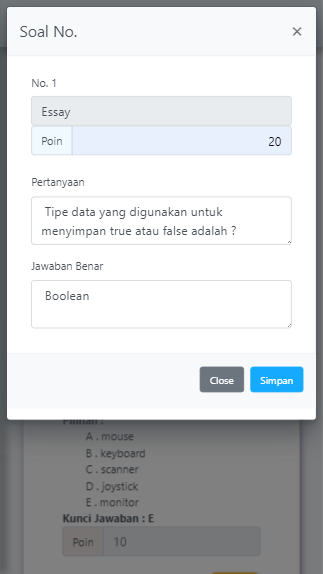 Soal No.
×
No. 1
Essay
Poin 20
Pertanyaan
Tipe data yang digunakan untuk
menyimpan true atau false adalah ?
Jawaban Benar
Boolean
Close Simpan
Pilihan :
A . mouse
B . keyboard
C . scanner
D . joystick
E . monitor
Kunci Jawaban : E
Poin 10